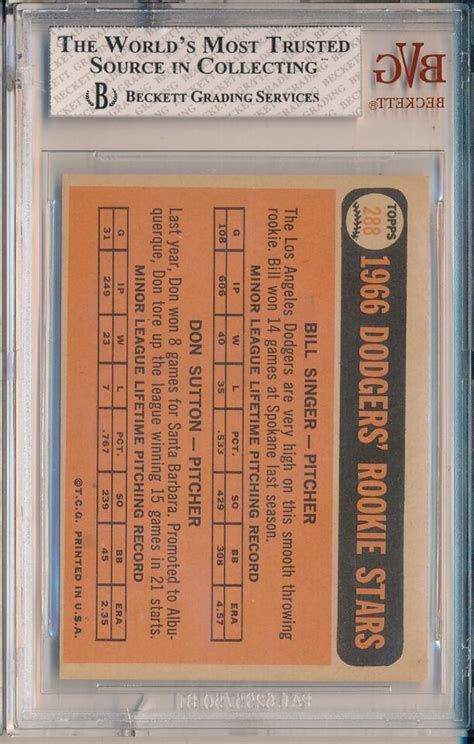 THE WORLD'S MOST TRUSTED
SOURCE IN COLLECTING™
B BECKETT GRADING SERVICES
BVG
BECKETT
TOPPS
288
1966 DODGERS' ROOKIE STARS
BILL SINGER — PITCHER
The Los Angeles Dodgers are very high on this smooth throwing
rookie. Bill won 14 games at Spokane last season.
MINOR LEAGUE LIFETIME PITCHING RECORD
G IP W L PCT. SO BB ERA
108 606 40 35 .533 429 308 4.57
DON SUTTON — PITCHER
Last year, Don won 8 games for Santa Barbara. Promoted to Albu-
querque, Don tore up the league winning 15 games in 21 starts.
MINOR LEAGUE LIFETIME PITCHING RECORD
G IP W L PCT. SO BB ERA
31 249 23 7 .767 239 45 2.35
©T.C.G. PRINTED IN U.S.A.